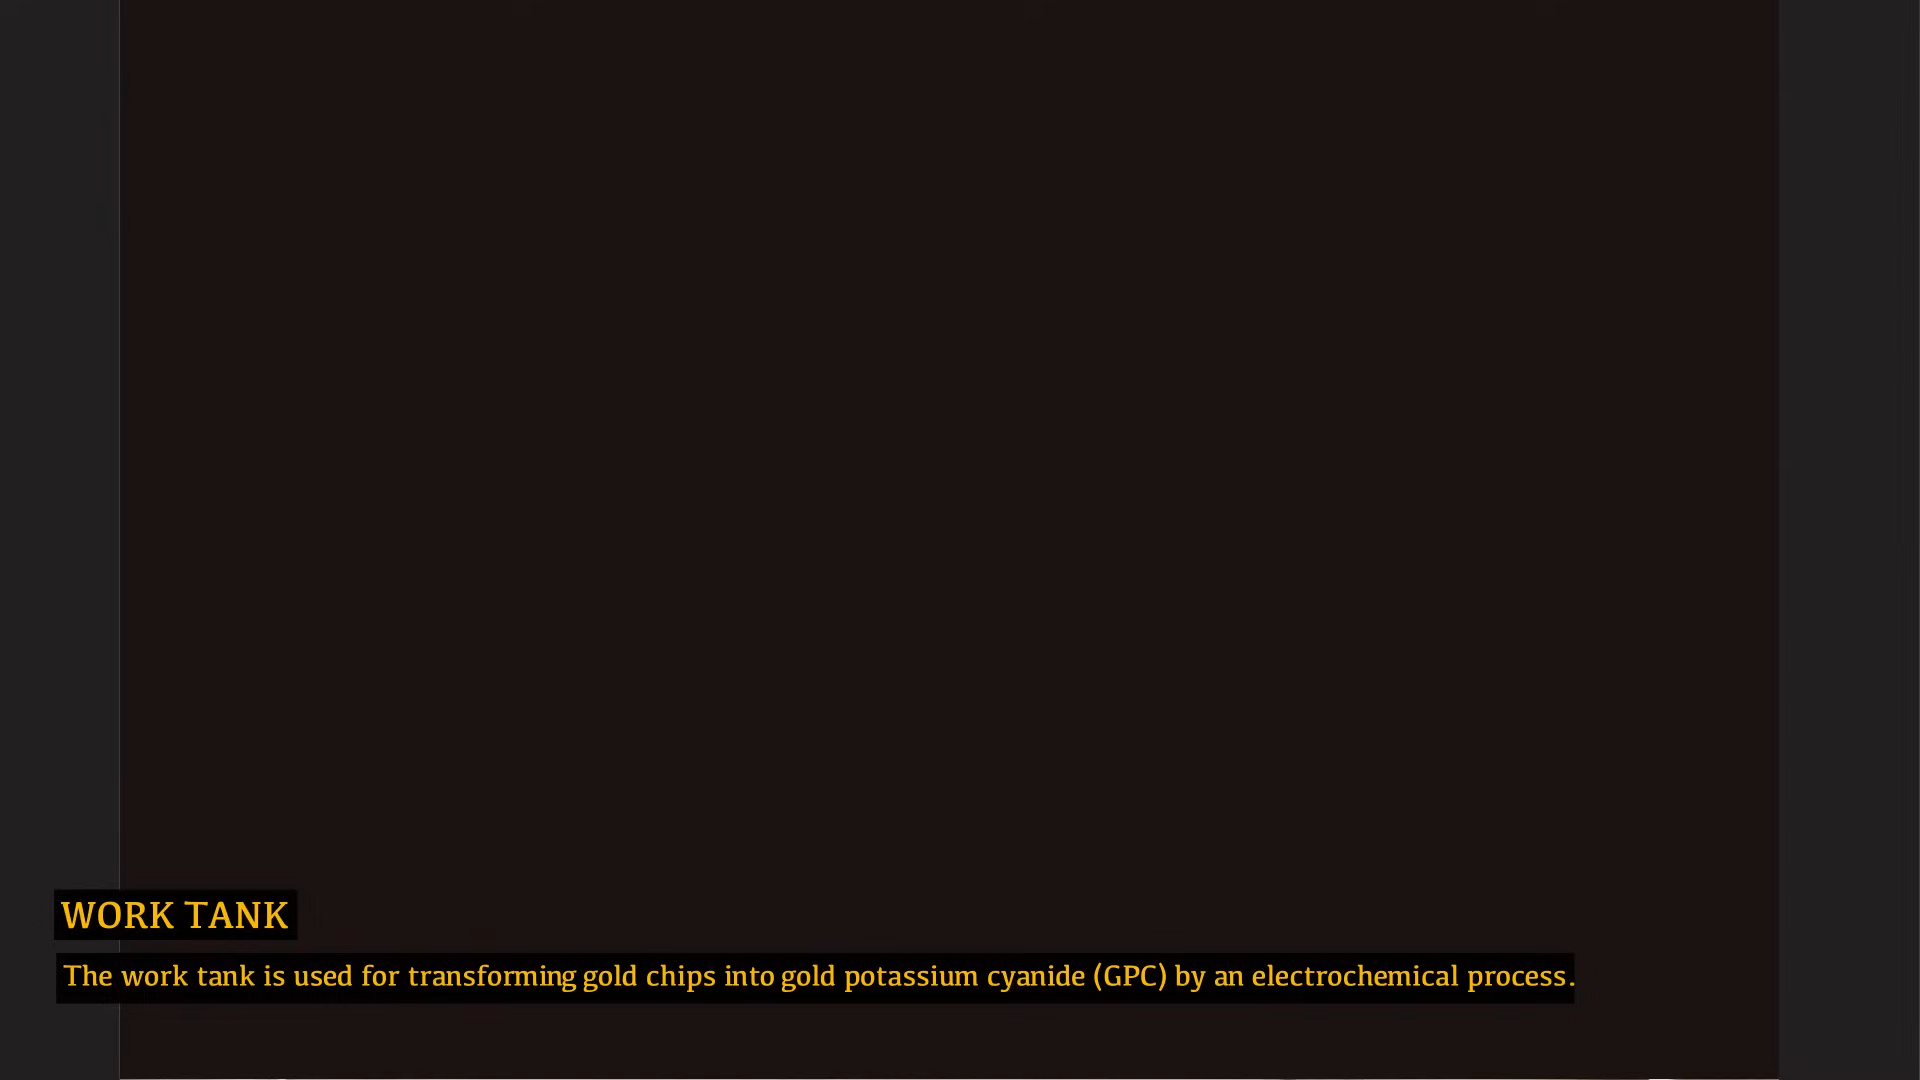 WORK TANK
The work tank is used for transforming gold chips into gold potassium cyanide (GPC) by an electrochemical process.